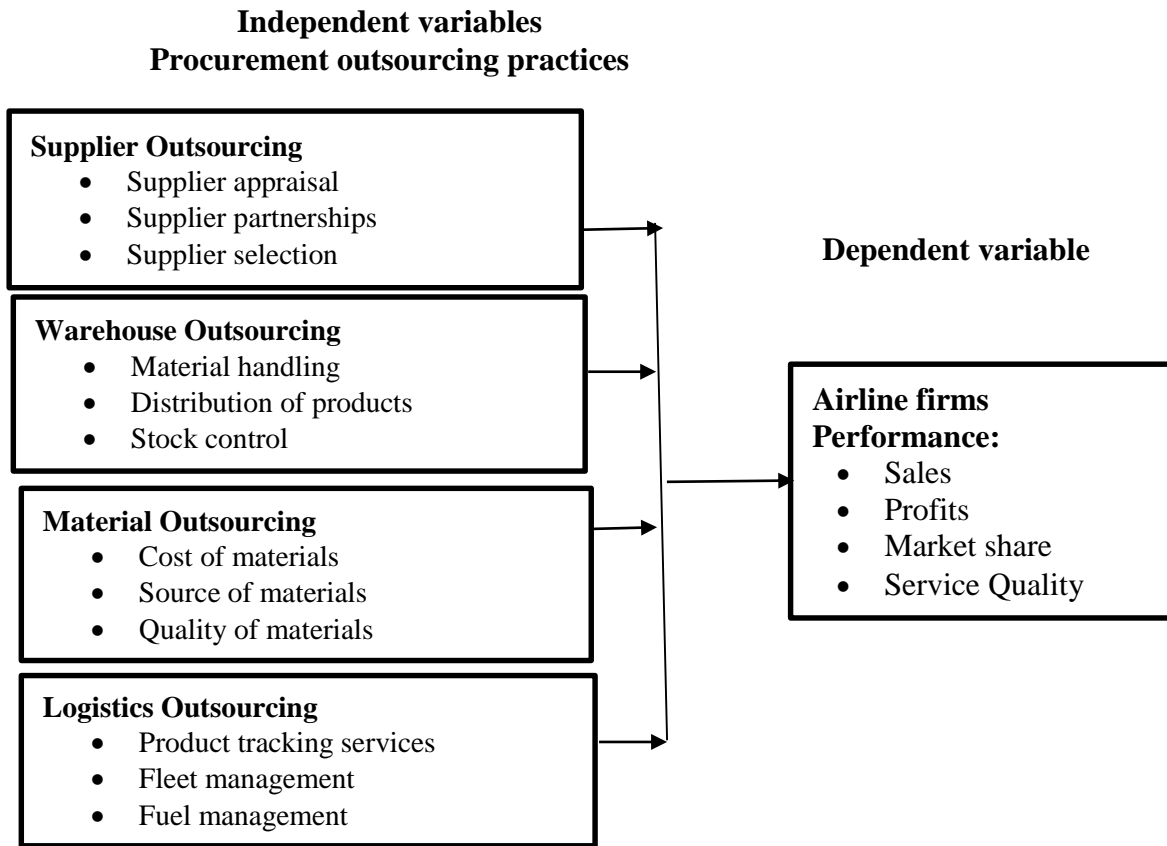 Independent variables
Procurement outsourcing practices
Supplier Outsourcing
• Supplier appraisal
• Supplier partnerships
• Supplier selection
Dependent variable
Warehouse Outsourcing
• Material handling
• Distribution of products
• Stock control
Airline firms
Performance:
• Sales
• Profits
• Market share
• Service Quality
Material Outsourcing
• Cost of materials
• Source of materials
• Quality of materials
Logistics Outsourcing
• Product tracking services
• Fleet management
• Fuel management